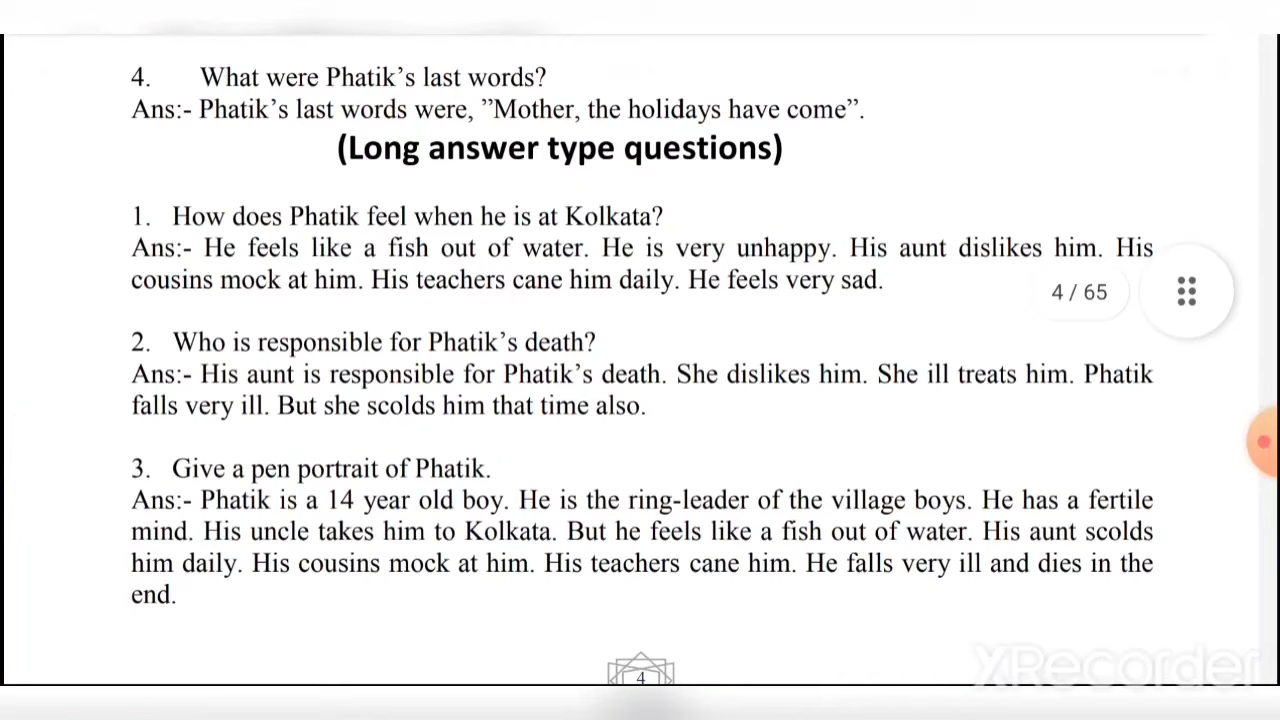 4. What were Phatik’s last words?
Ans:- Phatik’s last words were, ”Mother, the holidays have come”.
(Long answer type questions)
1. How does Phatik feel when he is at Kolkata?
Ans:- He feels like a fish out of water. He is very unhappy. His aunt dislikes him. His
cousins mock at him. His teachers cane him daily. He feels very sad.
4 / 65
2. Who is responsible for Phatik’s death?
Ans:- His aunt is responsible for Phatik’s death. She dislikes him. She ill treats him. Phatik
falls very ill. But she scolds him that time also.
3. Give a pen portrait of Phatik.
Ans:- Phatik is a 14 year old boy. He is the ring-leader of the village boys. He has a fertile
mind. His uncle takes him to Kolkata. But he feels like a fish out of water. His aunt scolds
him daily. His cousins mock at him. His teachers cane him. He falls very ill and dies in the
end.
XRecorder
4